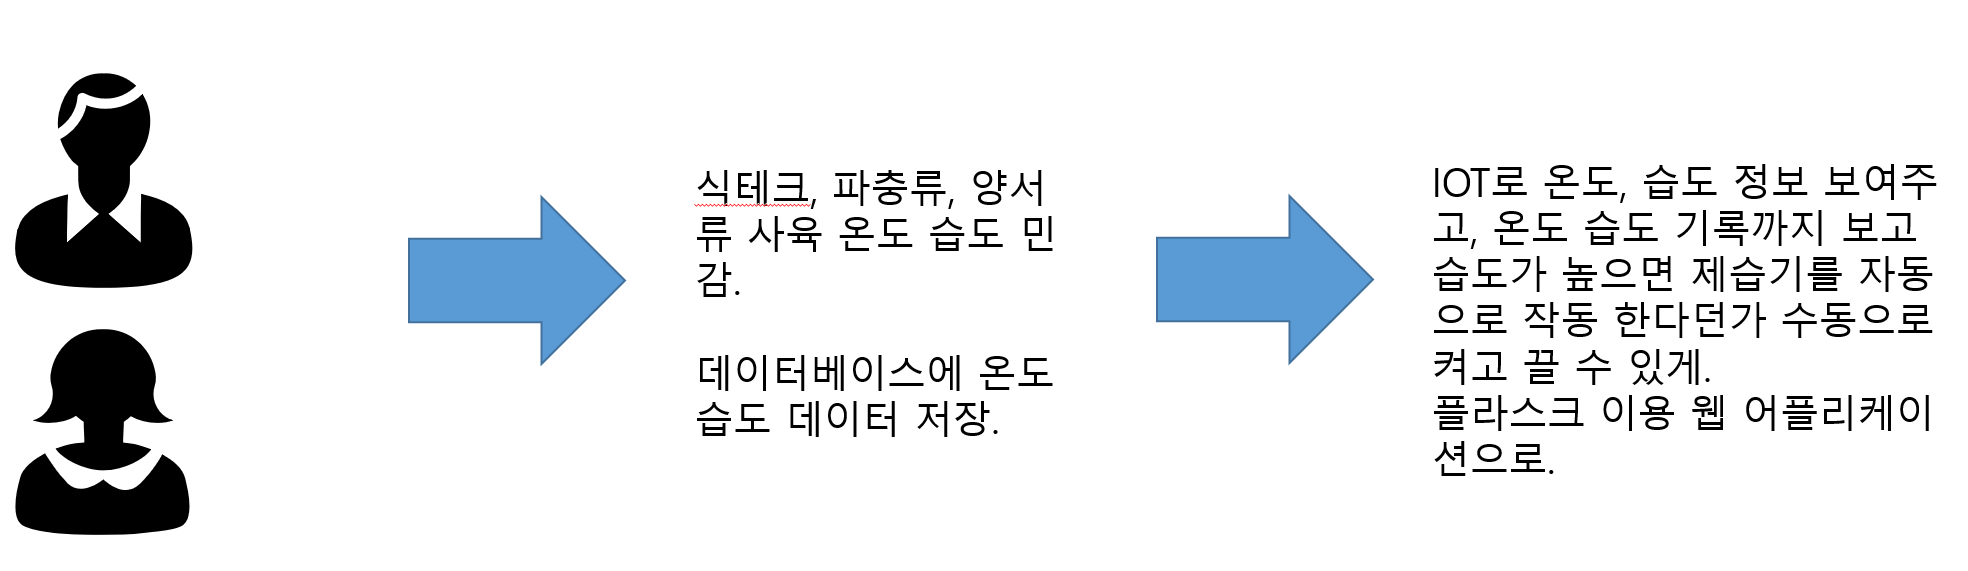 식테크, 파충류, 양서
류 사육 온도 습도 민
감.
데이터베이스에 온도
습도 데이터 저장.
IOT로 온도, 습도 정보 보여주
고, 온도 습도 기록까지 보고
습도가 높으면 제습기를 자동
으로 작동 한다던가 수동으로
켜고 끌 수 있게.
플라스크 이용 웹 어플리케이
션으로.